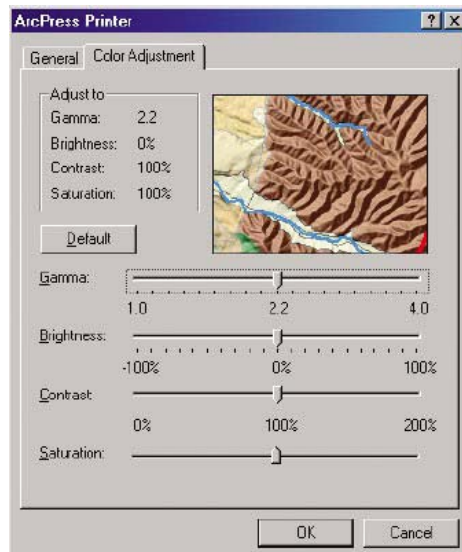 ArcPress Printer
General
Color Adjustment
Adjust to
Gamma: 2.2
Brightness: 0%
Contrast: 100%
Saturation: 100%
Default
Gamma:
1.0 2.2 4.0
Brightness:
-100% 0% 100%
Contrast
0% 100% 200%
Saturation:
OK
Cancel